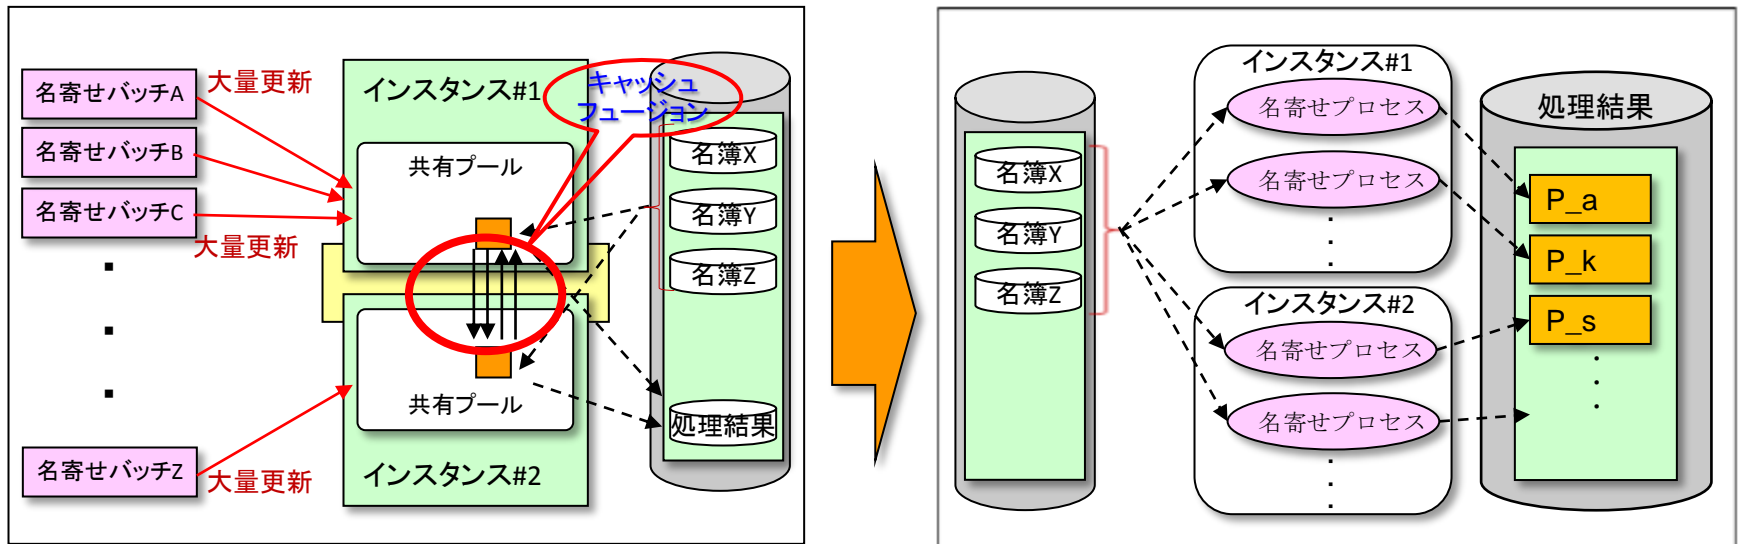 名寄せバッチA
名寄せバッチB
名寄せバッチC
名寄せバッチZ
大量更新
大量更新
大量更新
インスタンス#1
共有プール
共有プール
インスタンス#2
キャッシュ
フュージョン
名簿X
名簿Y
名簿Z
処理結果
名簿X
名簿Y
名簿Z
インスタンス#1
名寄せプロセス
名寄せプロセス
インスタンス#2
名寄せプロセス
名寄せプロセス
処理結果
P_a
P_k
P_s